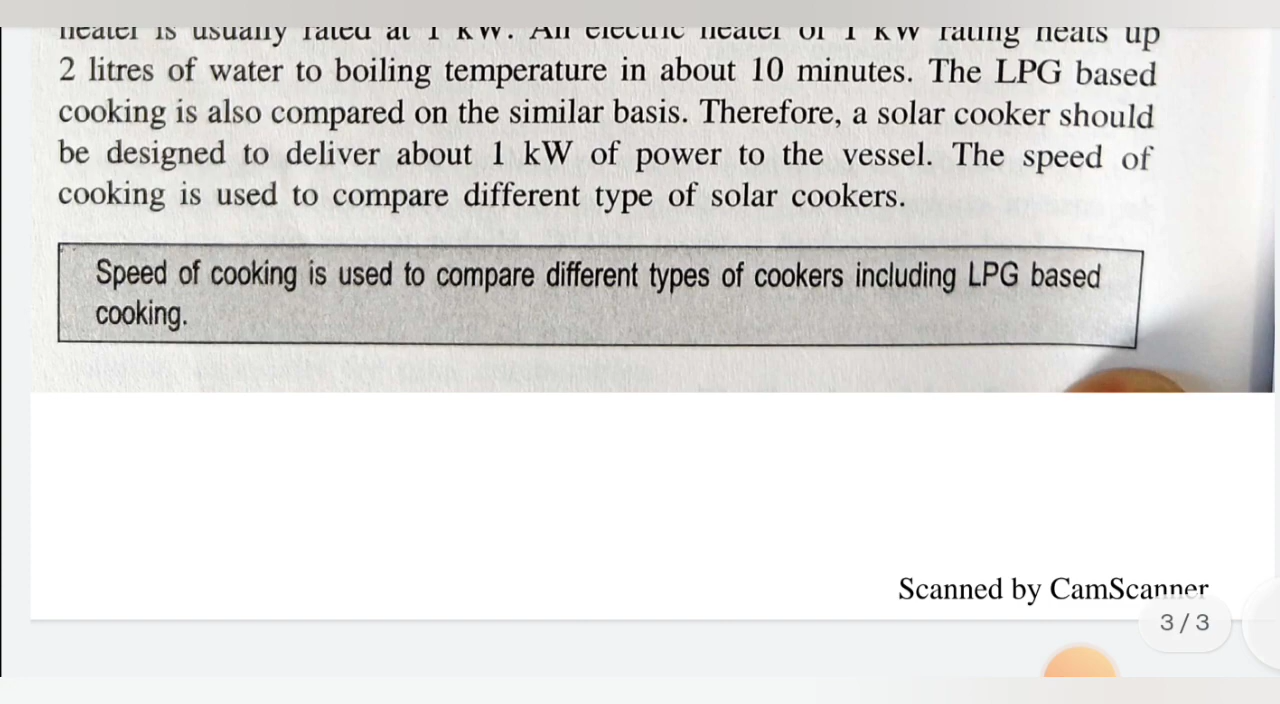 heater is usually rated at 1 kW. An electric heater of 1 kW rating heats up
2 litres of water to boiling temperature in about 10 minutes. The LPG based
cooking is also compared on the similar basis. Therefore, a solar cooker should
be designed to deliver about 1 kW of power to the vessel. The speed of
cooking is used to compare different type of solar cookers.
Speed of cooking is used to compare different types of cookers including LPG based
cooking.
Scanned by CamScanner
3 / 3